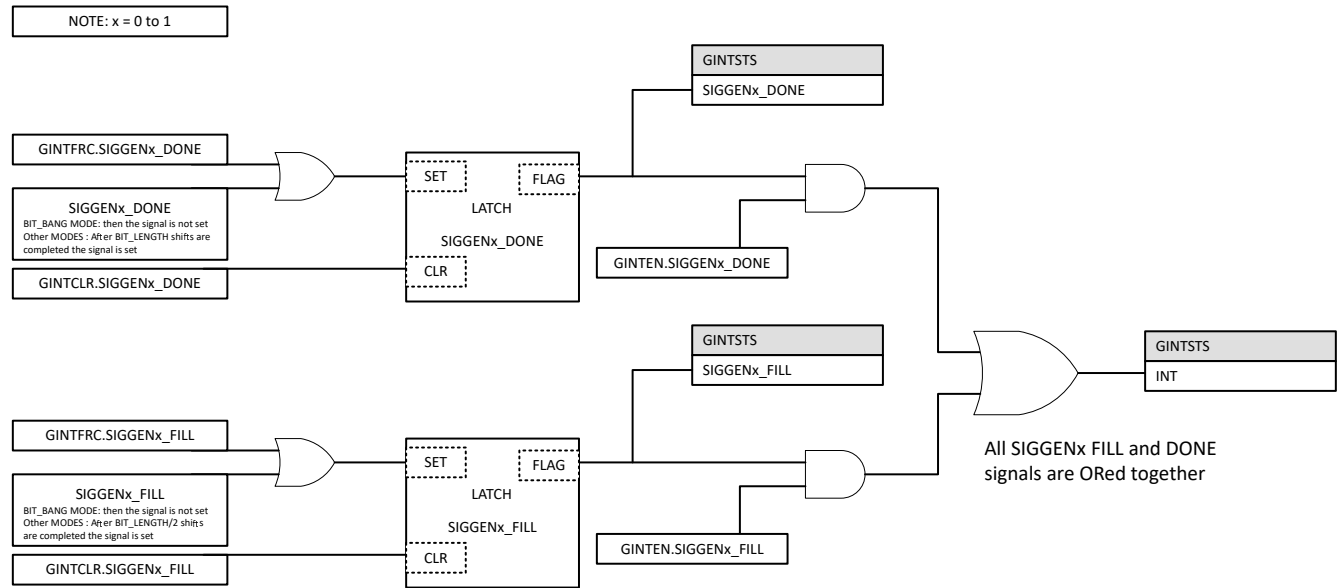 NOTE: x = 0 to 1
GINTSTS
SIGGENx_DONE
GINTFRC.SIGGENx_DONE
SIGGENx_DONE
BIT_BANG MODE: then the signal is not set
Other MODES : After BIT_LENGTH shifts are
completed the signal is set
GINTCLR.SIGGENx_DONE
SET
FLAG
LATCH
SIGGENx_DONE
CLR
GINTEN.SIGGENx_DONE
GINTSTS
SIGGENx_FILL
GINTSTS
INT
GINTFRC.SIGGENx_FILL
SIGGENx_FILL
BIT_BANG MODE: then the signal is not set
Other MODES : After BIT_LENGTH/2 shifts
are completed the signal is set
GINTCLR.SIGGENx_FILL
SET
FLAG
LATCH
SIGGENx_FILL
CLR
GINTEN.SIGGENx_FILL
All SIGGENx FILL and DONE
signals are ORed together